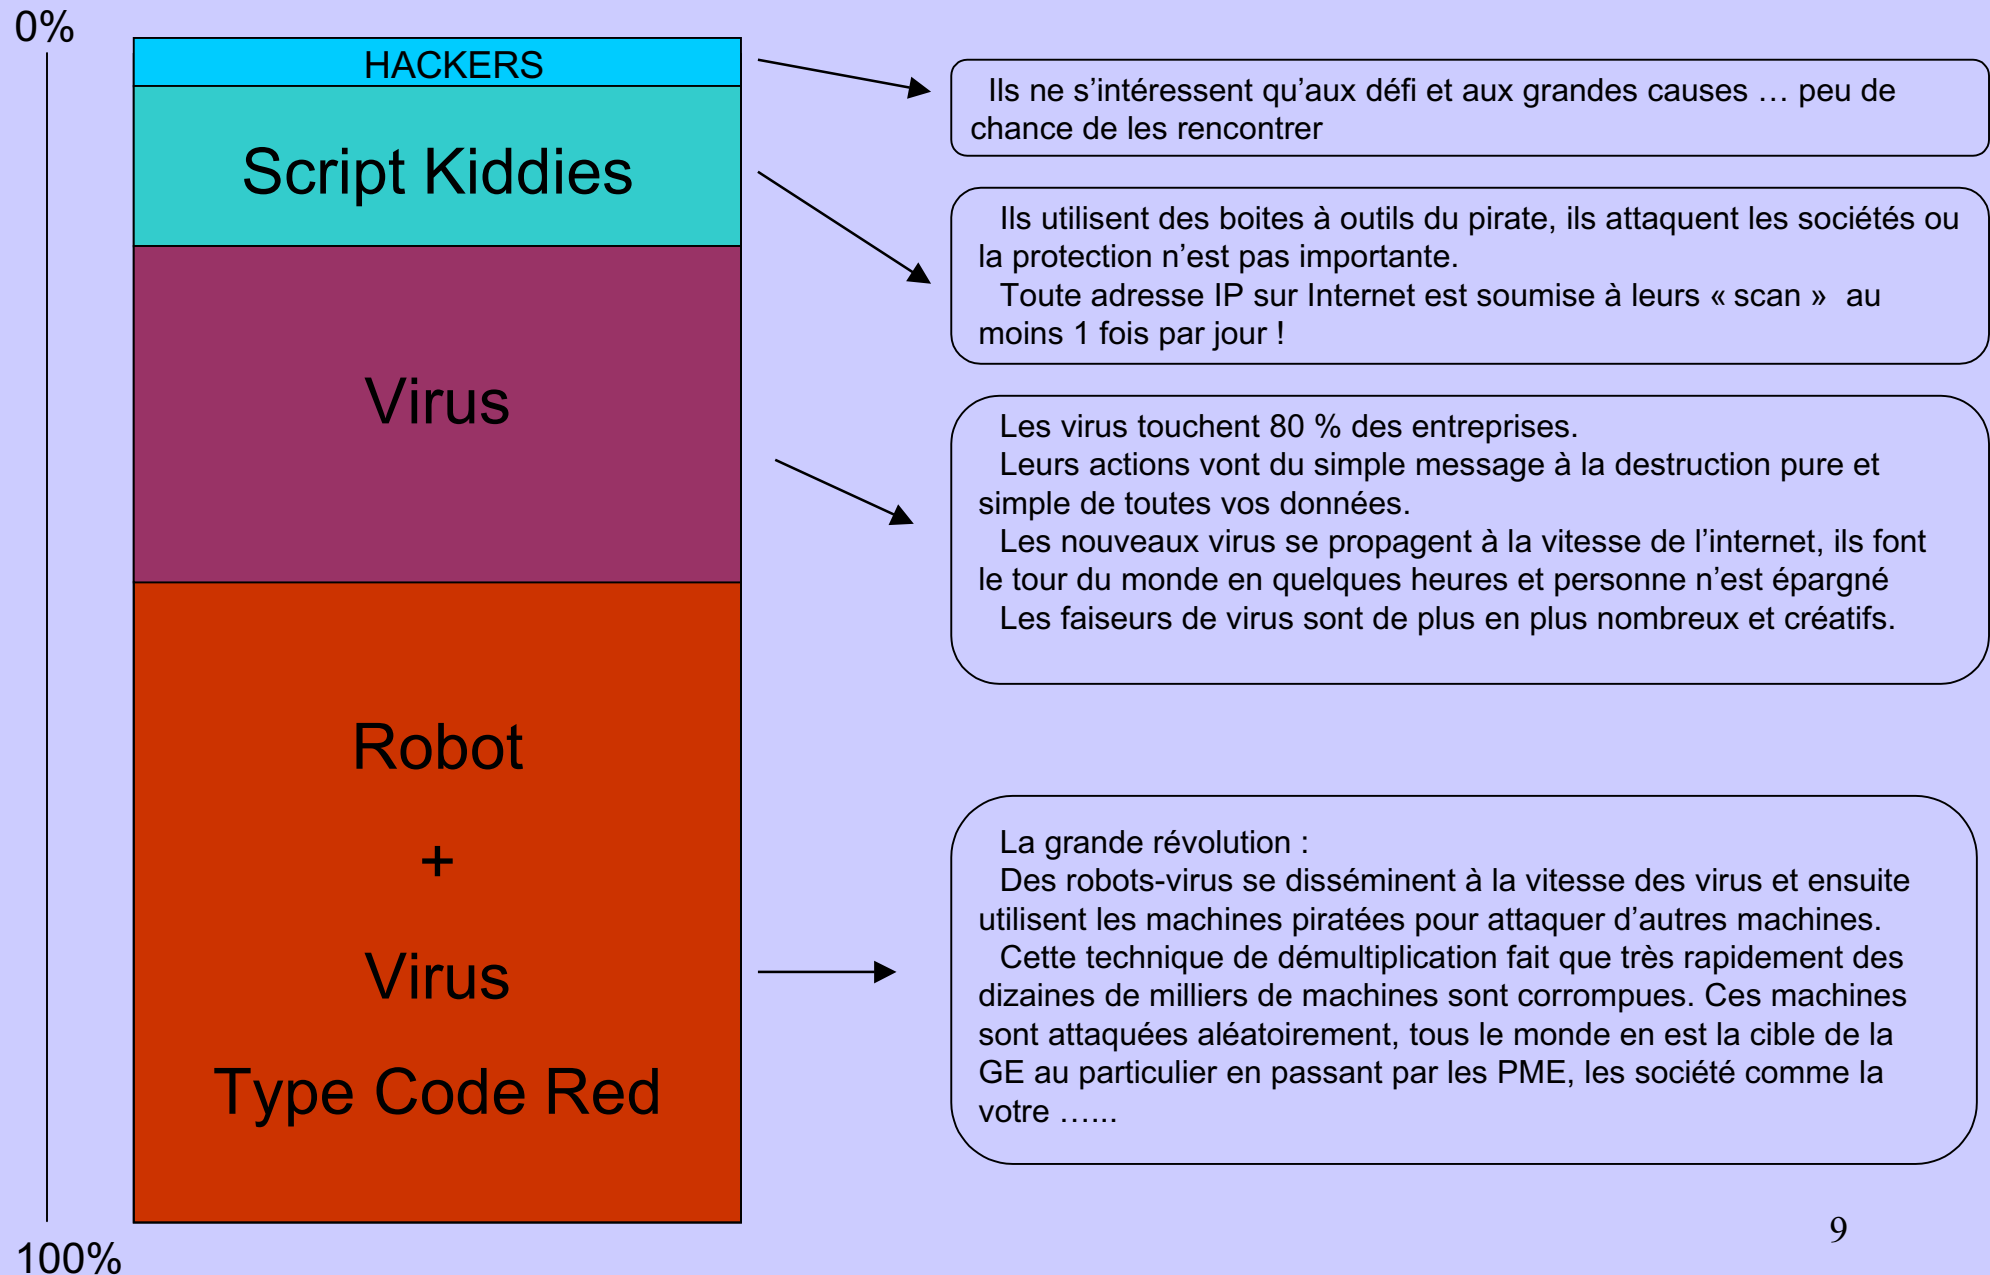 0%
HACKERS
Ils ne s’intéressent qu’aux défi et aux grandes causes … peu de
chance de les rencontrer
Script Kiddies
Ils utilisent des boites à outils du pirate, ils attaquent les sociétés ou
la protection n’est pas importante.
Toute adresse IP sur Internet est soumise à leurs « scan » au
moins 1 fois par jour !
Virus
Les virus touchent 80 % des entreprises.
Leurs actions vont du simple message à la destruction pure et
simple de toutes vos données.
Les nouveaux virus se propagent à la vitesse de l’internet, ils font
le tour du monde en quelques heures et personne n’est épargné
Les faiseurs de virus sont de plus en plus nombreux et créatifs.
Robot
+
Virus
Type Code Red
La grande révolution :
Des robots-virus se disséminent à la vitesse des virus et ensuite
utilisent les machines piratées pour attaquer d’autres machines.
Cette technique de démultiplication fait que très rapidement des
dizaines de milliers de machines sont corrompues. Ces machines
sont attaquées aléatoirement, tous le monde en est la cible de la
GE au particulier en passant par les PME, les société comme la
votre …...
9
100%